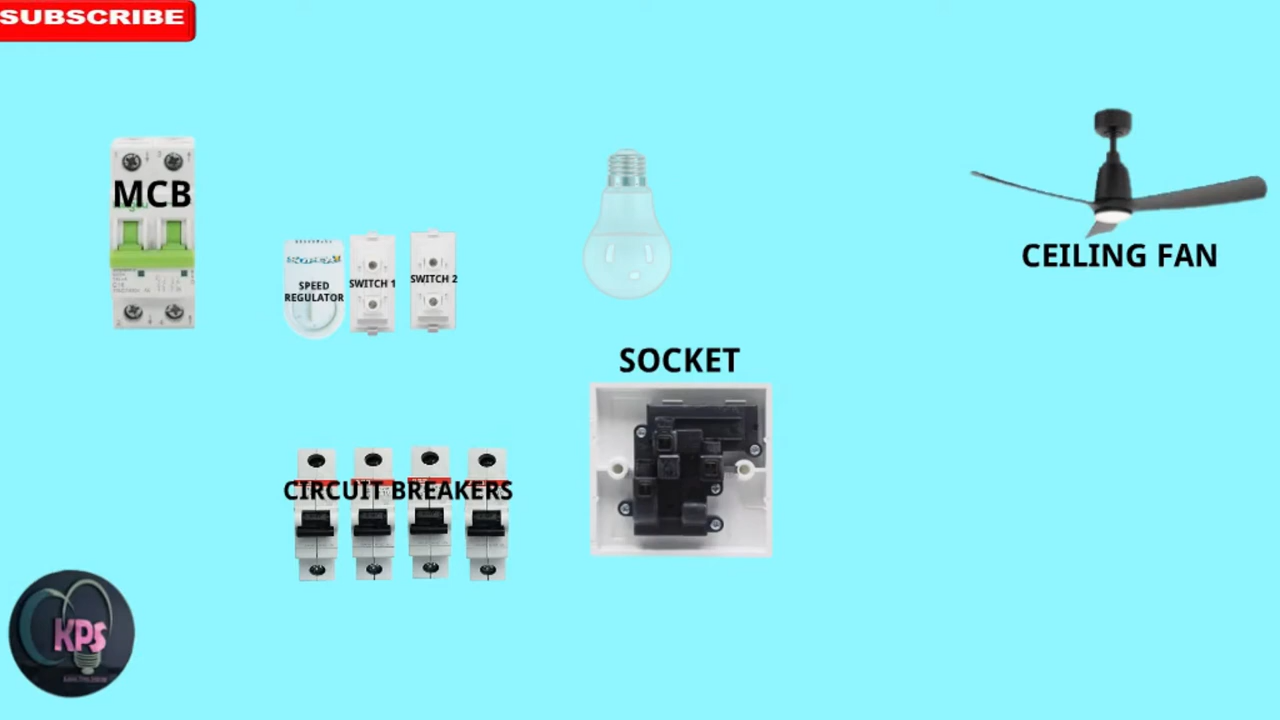 SUBSCRIBE
MCB
SPEED
REGULATOR
SWITCH 1
SWITCH 2
CEILING FAN
SOCKET
CIRCUIT BREAKERS
KPS